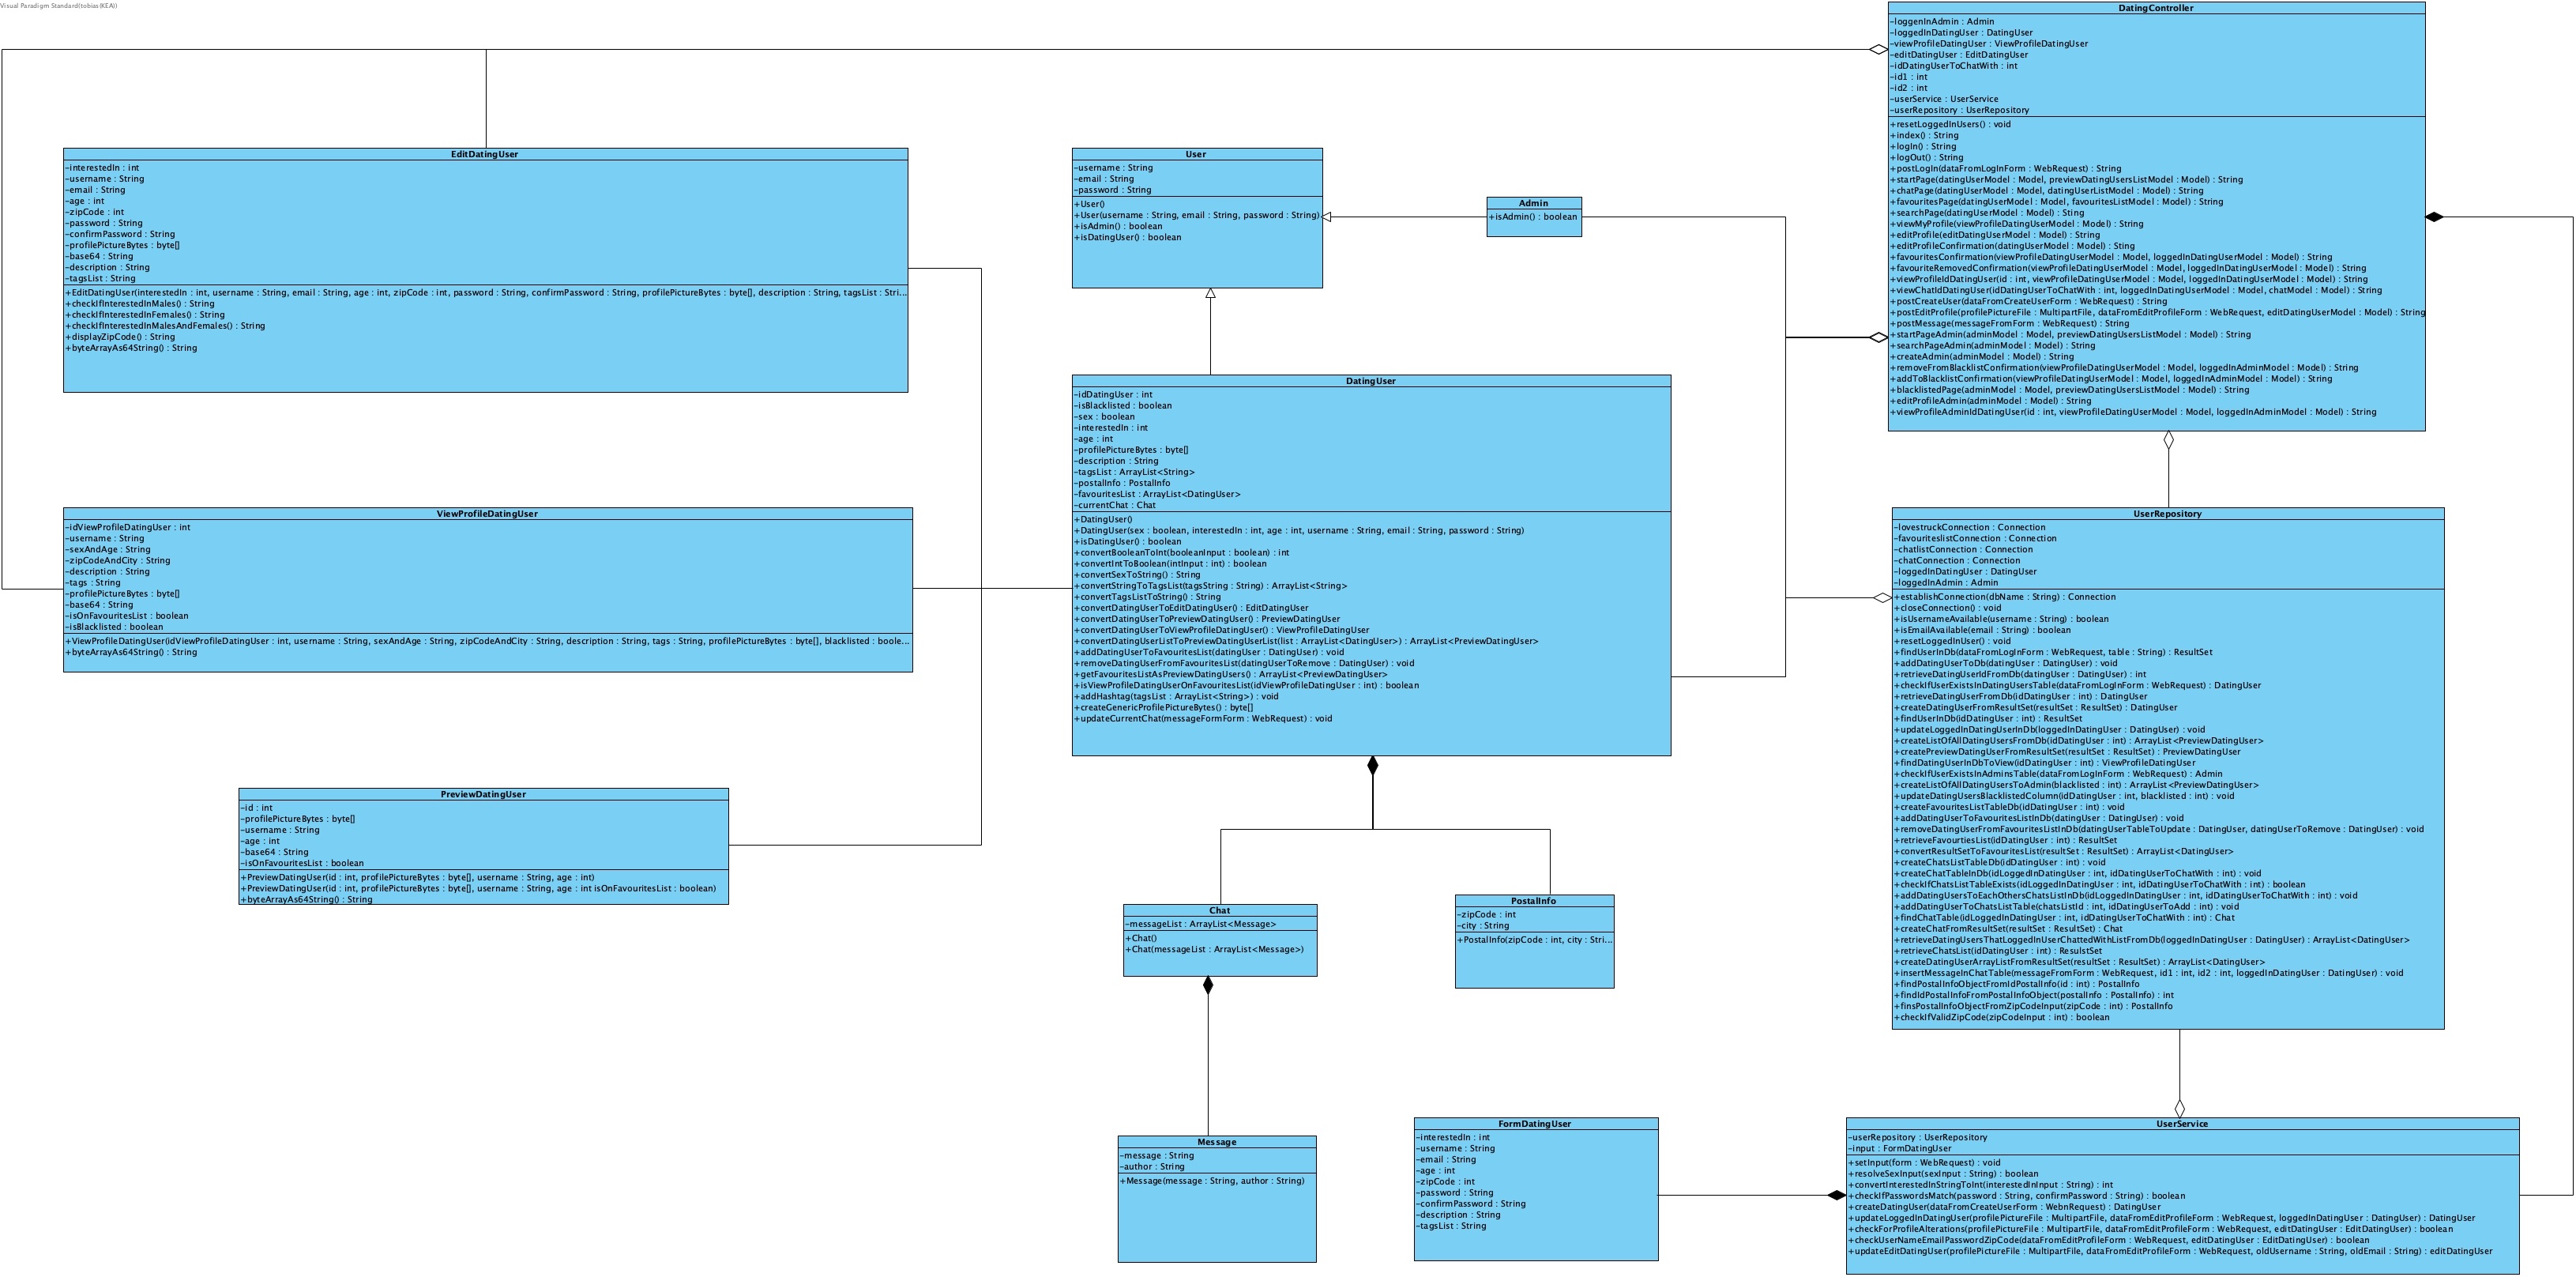 Visual Paradigm Standard(tobias(KEA))
DatingController
-loggenInAdmin : Admin
-loggedInDatingUser : DatingUser
-viewProfileDatingUser : ViewProfileDatingUser
-editDatingUser : EditDatingUser
-idDatingUserToChatWith : int
-id1 : int
-id2 : int
-userService : UserService
-userRepository : UserRepository
+resetLoggedInUsers() : void
+index() : String
+logIn() : String
+logOut() : String
+postLogIn(dataFromLogInForm : WebRequest) : String
+startPage(datingUserModel : Model, previewDatingUsersListModel : Model) : String
+chatPage(datingUserModel : Model, datingUserListModel : Model) : String
+favouritesPage(datingUserModel : Model, favouritesListModel : Model) : String
+searchPage(datingUserModel : Model) : Sting
+viewMyProfile(viewProfileDatingUserModel : Model) : String
+editProfile(editDatingUserModel : Model) : String
+editProfileConfirmation(datingUserModel : Model) : Sting
+favouritesConfirmation(viewProfileDatingUserModel : Model, loggedInDatingUserModel : Model) : String
+favouriteRemovedConfirmation(viewProfileDatingUserModel : Model, loggedInDatingUserModel : Model) : String
+viewProfileIdDatingUser(id : int, viewProfileDatingUserModel : Model, loggedInDatingUserModel : Model) : String
+viewChatIdDatingUser(idDatingUserToChatWith : int, loggedInDatingUserModel : Model, chatModel : Model) : String
+postCreateUser(dataFromCreateUserForm : WebRequest) : String
+postEditProfile(profilePictureFile : MultipartFile, dataFromEditProfileForm : WebRequest, editDatingUserModel : Model) : String
+postMessage(messageFromForm : WebRequest) : String
+startPageAdmin(adminModel : Model, previewDatingUsersListModel : Model) : String
+searchPageAdmin(adminModel : Model) : String
+createAdmin(adminModel : Model) : String
+removeFromBlacklistConfirmation(viewProfileDatingUserModel : Model, loggedInAdminModel : Model) : String
+addToBlacklistConfirmation(viewProfileDatingUserModel : Model, loggedInAdminModel : Model) : String
+blacklistedPage(adminModel : Model, previewDatingUsersListModel : Model) : String
+editProfileAdmin(adminModel : Model) : String
+viewProfileAdminIdDatingUser(id : int, viewProfileDatingUserModel : Model, loggedInAdminModel : Model) : String
EditDatingUser
-interestedIn : int
-username : String
-email : String
-age : int
-zipCode : int
-password : String
-confirmPassword : String
-profilePictureBytes : byte[]
-base64 : String
-description : String
-tagsList : String
+EditDatingUser(interestedIn : int, username : String, email : String, age : int, zipCode : int, password : String, confirmPassword : String, profilePictureBytes : byte[], description : String, tagsList : Stri...
+checkIfInterestedInMales() : String
+checkIfInterestedInFemales() : String
+checkIfInterestedInMalesAndFemales() : String
+displayZipCode() : String
+byteArrayAs64String() : String
User
-username : String
-email : String
-password : String
+User()
+User(username : String, email : String, password : String)
+isAdmin() : boolean
+isDatingUser() : boolean
Admin
+isAdmin() : boolean
DatingUser
-idDatingUser : int
-isBlacklisted : boolean
-sex : boolean
-interestedIn : int
-age : int
-profilePictureBytes : byte[]
-description : String
-tagsList : ArrayList<String>
-postalInfo : PostalInfo
-favouritesList : ArrayList<DatingUser>
-currentChat : Chat
+DatingUser()
+DatingUser(sex : boolean, interestedIn : int, age : int, username : String, email : String, password : String)
+isDatingUser() : boolean
+convertBooleanToInt(booleanInput : boolean) : int
+convertIntToBoolean(intInput : int) : boolean
+convertSexToString() : String
+convertStringToTagsList(tagsString : String) : ArrayList<String>
+convertTagsListToString() : String
+convertDatingUserToEditDatingUser() : EditDatingUser
+convertDatingUserToPreviewDatingUser() : PreviewDatingUser
+convertDatingUserToViewProfileDatingUser() : ViewProfileDatingUser
+convertDatingUserListToPreviewDatingUserList(list : ArrayList<DatingUser>) : ArrayList<PreviewDatingUser>
+addDatingUserToFavouritesList(datingUser : DatingUser) : void
+removeDatingUserFromFavouritesList(datingUserToRemove : DatingUser) : void
+getFavouritesListAsPreviewDatingUsers() : ArrayList<PreviewDatingUser>
+isViewProfileDatingUserOnFavouritesList(idViewProfileDatingUser : int) : boolean
+addHashtag(tagsList : ArrayList<String>) : void
+createGenericProfilePictureBytes() : byte[]
+updateCurrentChat(messageFormForm : WebRequest) : void
ViewProfileDatingUser
-idViewProfileDatingUser : int
-username : String
-sexAndAge : String
-zipCodeAndCity : String
-description : String
-tags : String
-profilePictureBytes : byte[]
-base64 : String
-isOnFavouritesList : boolean
-isBlacklisted : boolean
+ViewProfileDatingUser(idViewProfileDatingUser : int, username : String, sexAndAge : String, zipCodeAndCity : String, description : String, tags : String, profilePictureBytes : byte[], blacklisted : boole...
+byteArrayAs64String() : String
UserRepository
-lovestruckConnection : Connection
-favouriteslistConnection : Connection
-chatlistConnection : Connection
-chatConnection : Connection
-loggedInDatingUser : DatingUser
-loggedInAdmin : Admin
+establishConnection(dbName : String) : Connection
+closeConnection() : void
+isUsernameAvailable(username : String) : boolean
+isEmailAvailable(email : String) : boolean
+resetLoggedInUser() : void
+findUserInDb(dataFromLogInForm : WebRequest, table : String) : ResultSet
+addDatingUserToDb(datingUser : DatingUser) : void
+retrieveDatingUserIdFromDb(datingUser : DatingUser) : int
+checkIfUserExistsInDatingUsersTable(dataFromLogInForm : WebRequest) : DatingUser
+retrieveDatingUserFromDb(idDatingUser : int) : DatingUser
+createDatingUserFromResultSet(resultSet : ResultSet) : DatingUser
+findUserInDb(idDatingUser : int) : ResultSet
+updateLoggedInDatingUserInDb(loggedInDatingUser : DatingUser) : void
+createListOfAllDatingUsersFromDb(idDatingUser : int) : ArrayList<PreviewDatingUser>
+createPreviewDatingUserFromResultSet(resultSet : ResultSet) : PreviewDatingUser
+findDatingUserInDbToView(idDatingUser : int) : ViewProfileDatingUser
+checkIfUserExistsInAdminsTable(dataFromLogInForm : WebRequest) : Admin
+createListOfAllDatingUsersToAdmin(blacklisted : int) : ArrayList<PreviewDatingUser>
+updateDatingUsersBlacklistedColumn(idDatingUser : int, blacklisted : int) : void
+createFavouritesListTableDb(idDatingUser : int) : void
+addDatingUserToFavouritesListInDb(datingUser : DatingUser) : void
+removeDatingUserFromFavouritesListInDb(datingUserTableToUpdate : DatingUser, datingUserToRemove : DatingUser) : void
+retrieveFavourtiesList(idDatingUser : int) : ResultSet
+convertResultSetToFavouritesList(resultSet : ResultSet) : ArrayList<DatingUser>
+createChatsListTableDb(idDatingUser : int) : void
+createChatTableInDb(idLoggedInDatingUser : int, idDatingUserToChatWith : int) : void
+checkIfChatsListTableExists(idLoggedInDatingUser : int, idDatingUserToChatWith : int) : boolean
+addDatingUsersToEachOthersChatsListInDb(idLoggedInDatingUser : int, idDatingUserToChatWith : int) : void
+addDatingUserToChatsListTable(chatsListId : int, idDatingUserToAdd : int) : void
+findChatTable(idLoggedInDatingUser : int, idDatingUserToChatWith : int) : Chat
+createChatFromResultSet(resultSet : ResultSet) : Chat
+retrieveDatingUsersThatLoggedInUserChattedWithListFromDb(loggedInDatingUser : DatingUser) : ArrayList<DatingUser>
+retrieveChatsList(idDatingUser : int) : ResulstSet
+createDatingUserArrayListFromResultSet(resultSet : ResultSet) : ArrayList<DatingUser>
+insertMessageInChatTable(messageFromForm : WebRequest, id1 : int, id2 : int, loggedInDatingUser : DatingUser) : void
+findPostalInfoObjectFromIdPostalInfo(id : int) : PostalInfo
+findIdPostalInfoFromPostalInfoObject(postalInfo : PostalInfo) : int
+finsPostalInfoObjectFromZipCodeInput(zipCode : int) : PostalInfo
+checkIfValidZipCode(zipCodeInput : int) : boolean
PreviewDatingUser
-id : int
-profilePictureBytes : byte[]
-username : String
-age : int
-base64 : String
-isOnFavouritesList : boolean
+PreviewDatingUser(id : int, profilePictureBytes : byte[], username : String, age : int)
+PreviewDatingUser(id : int, profilePictureBytes : byte[], username : String, age : int isOnFavouritesList : boolean)
+byteArrayAs64String() : String
Chat
-messageList : ArrayList<Message>
+Chat()
+Chat(messageList : ArrayList<Message>)
PostalInfo
-zipCode : int
-city : String
+PostalInfo(zipCode : int, city : Stri...
Message
-message : String
-author : String
+Message(message : String, author : String)
FormDatingUser
-interestedIn : int
-username : String
-email : String
-age : int
-zipCode : int
-password : String
-confirmPassword : String
-description : String
-tagsList : String
UserService
-userRepository : UserRepository
-input : FormDatingUser
+setInput(form : WebRequest) : void
+resolveSexInput(sexInput : String) : boolean
+convertInterestedInStringToInt(interestedInInput : String) : int
+checkIfPasswordsMatch(password : String, confirmPassword : String) : boolean
+createDatingUser(dataFromCreateUserForm : WebnRequest) : DatingUser
+updateLoggedInDatingUser(profilePictureFile : MultipartFile, dataFromEditProfileForm : WebRequest, loggedInDatingUser : DatingUser) : DatingUser
+checkForProfileAlterations(profilePictureFile : MultipartFile, dataFromEditProfileForm : WebRequest, editDatingUser : EditDatingUser) : boolean
+checkUserNameEmailPasswordZipCode(dataFromEditProfileForm : WebRequest, editDatingUser : EditDatingUser) : boolean
+updateEditDatingUser(profilePictureFile : MultipartFile, dataFromEditProfileForm : WebRequest, oldUsername : String, oldEmail : String) : editDatingUser